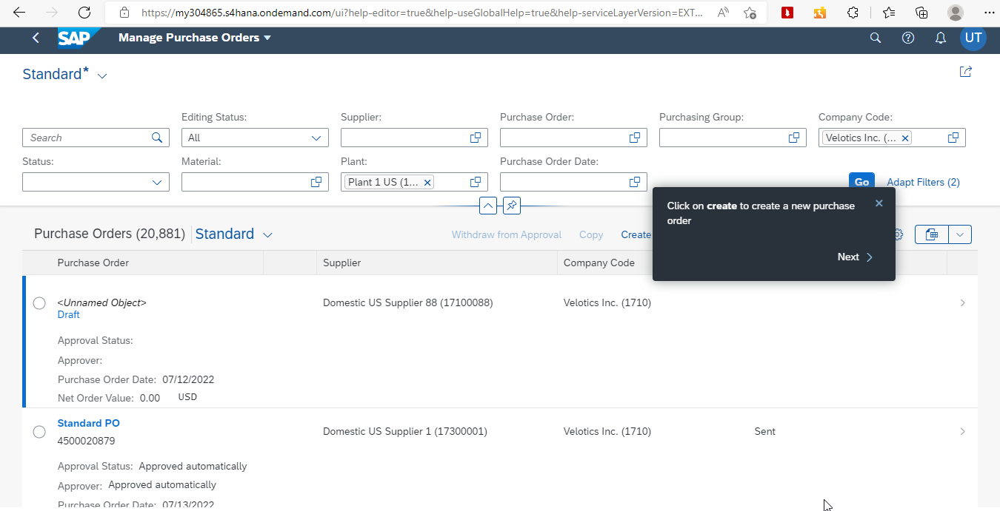 https://my304865.s4hana.ondemand.com/ui?help-editor=true&help-useGlobalHelp=true&help-serviceLayerVersion=EXT...
SAP Manage Purchase Orders UT
Standard*
Editing Status: Supplier: Purchase Order: Purchasing Group: Company Code:
Search All Velotics Inc. (...
Status: Material: Plant: Purchase Order Date:
Plant 1 US (1... Go Adapt Filters (2)
Click on create to create a new purchase
order
Next
Purchase Orders (20,881) Standard Withdraw from Approval Copy Create
Purchase Order Supplier Company Code
<Unnamed Object> Domestic US Supplier 88 (17100088) Velotics Inc. (1710)
Draft
Approval Status:
Approver:
Purchase Order Date: 07/12/2022
Net Order Value: 0.00 USD
Standard PO Domestic US Supplier 1 (17300001) Velotics Inc. (1710) Sent
4500020879
Approval Status: Approved automatically
Approver: Approved automatically
Purchase Order Date: 07/13/2022